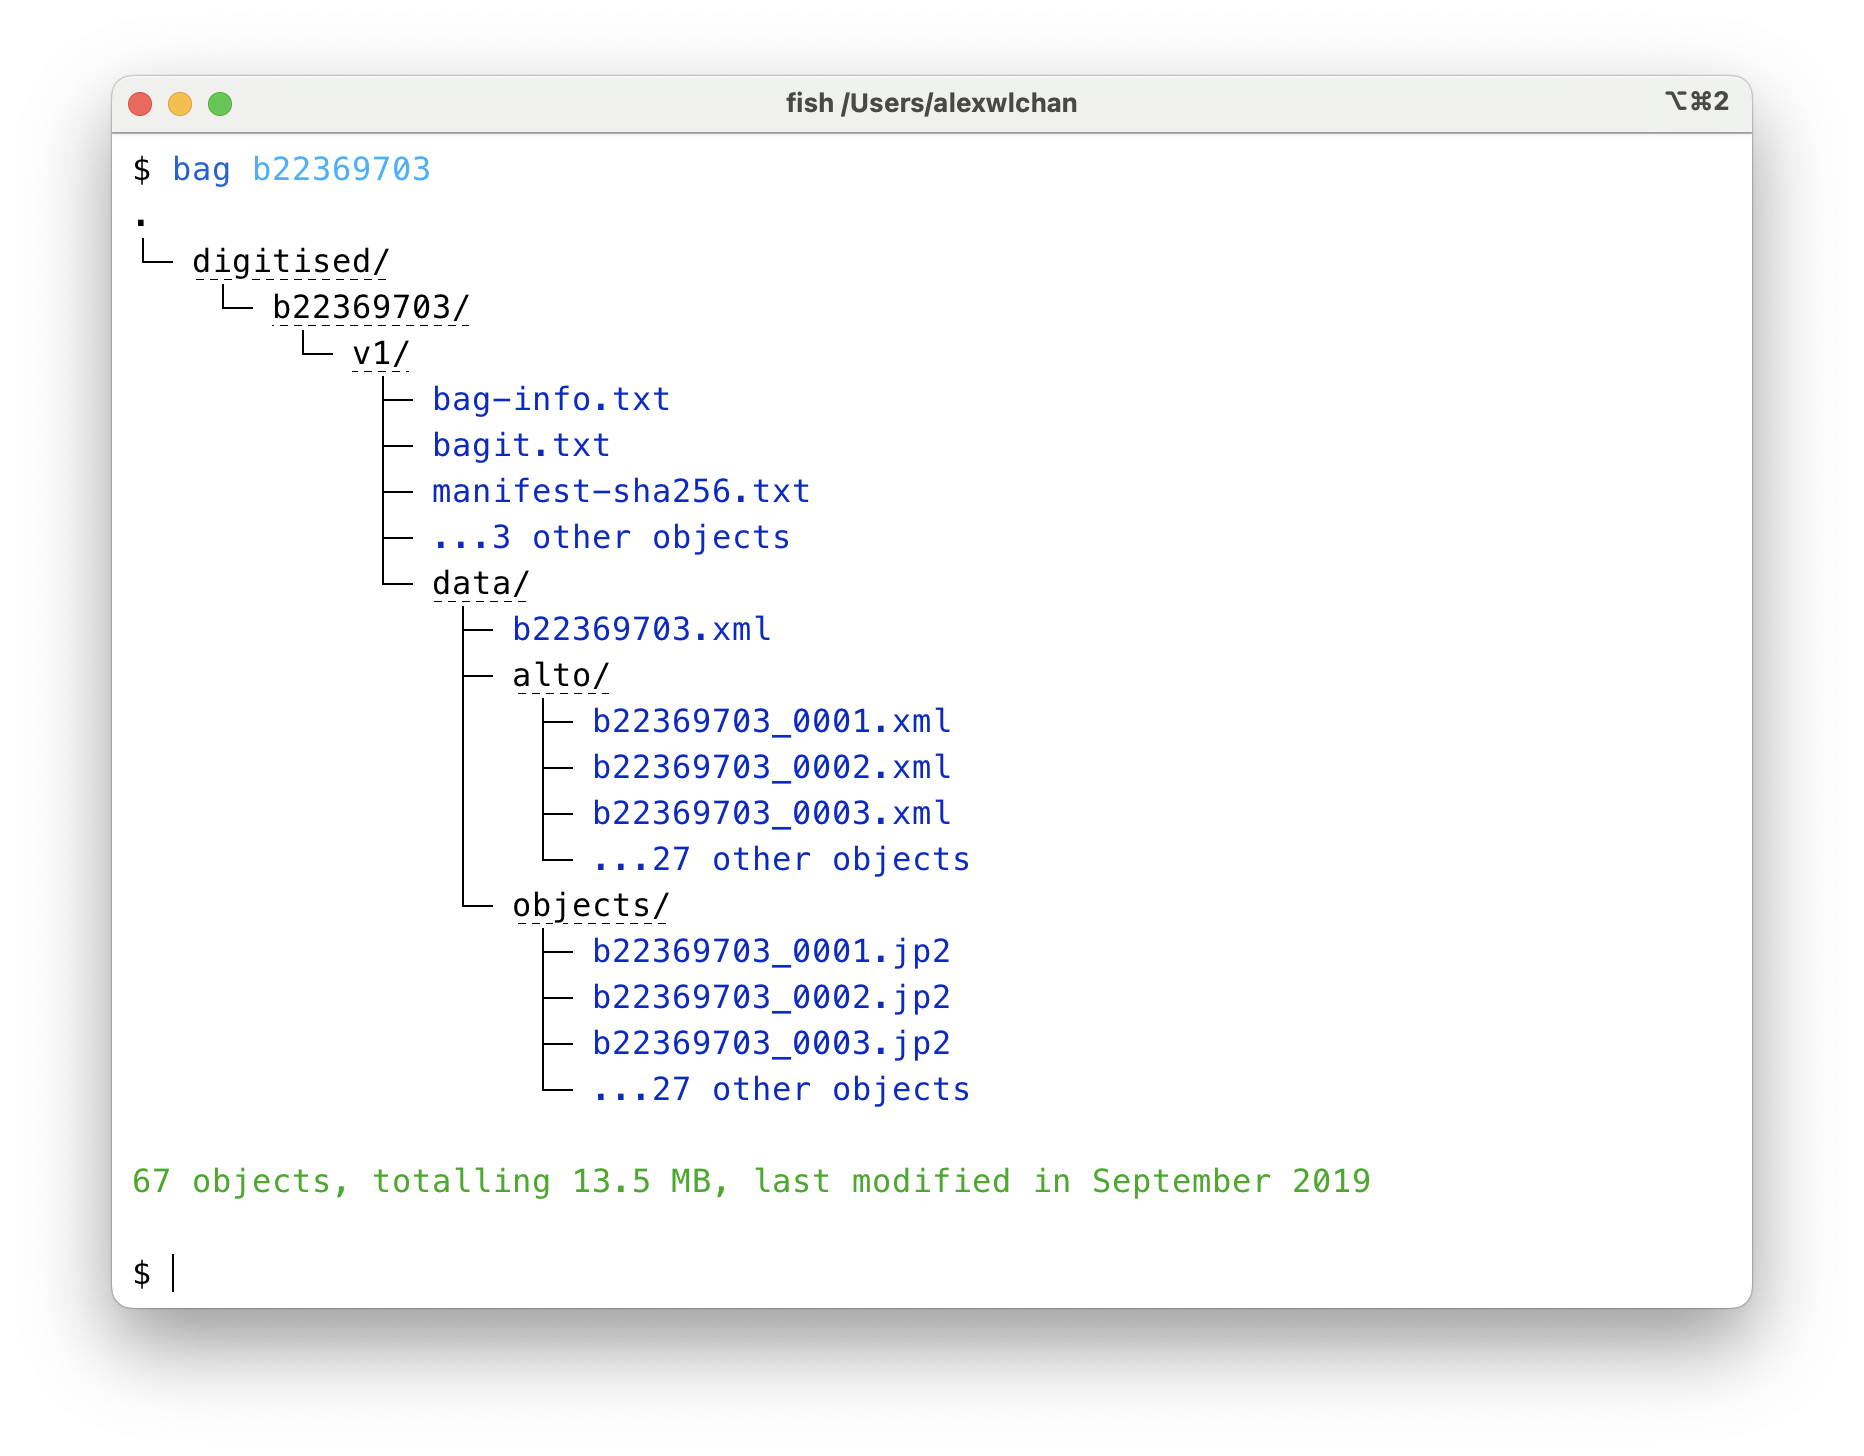 fish /Users/alexwlchan ⌥⌘2
$ bag b22369703
.
└─ digitised/
└─ b22369703/
└─ v1/
├─ bag-info.txt
├─ bagit.txt
├─ manifest-sha256.txt
├─ ...3 other objects
└─ data/
├─ b22369703.xml
├─ alto/
├─ b22369703_0001.xml
├─ b22369703_0002.xml
├─ b22369703_0003.xml
└─ ...27 other objects
└─ objects/
├─ b22369703_0001.jp2
├─ b22369703_0002.jp2
├─ b22369703_0003.jp2
└─ ...27 other objects
67 objects, totalling 13.5 MB, last modified in September 2019
$